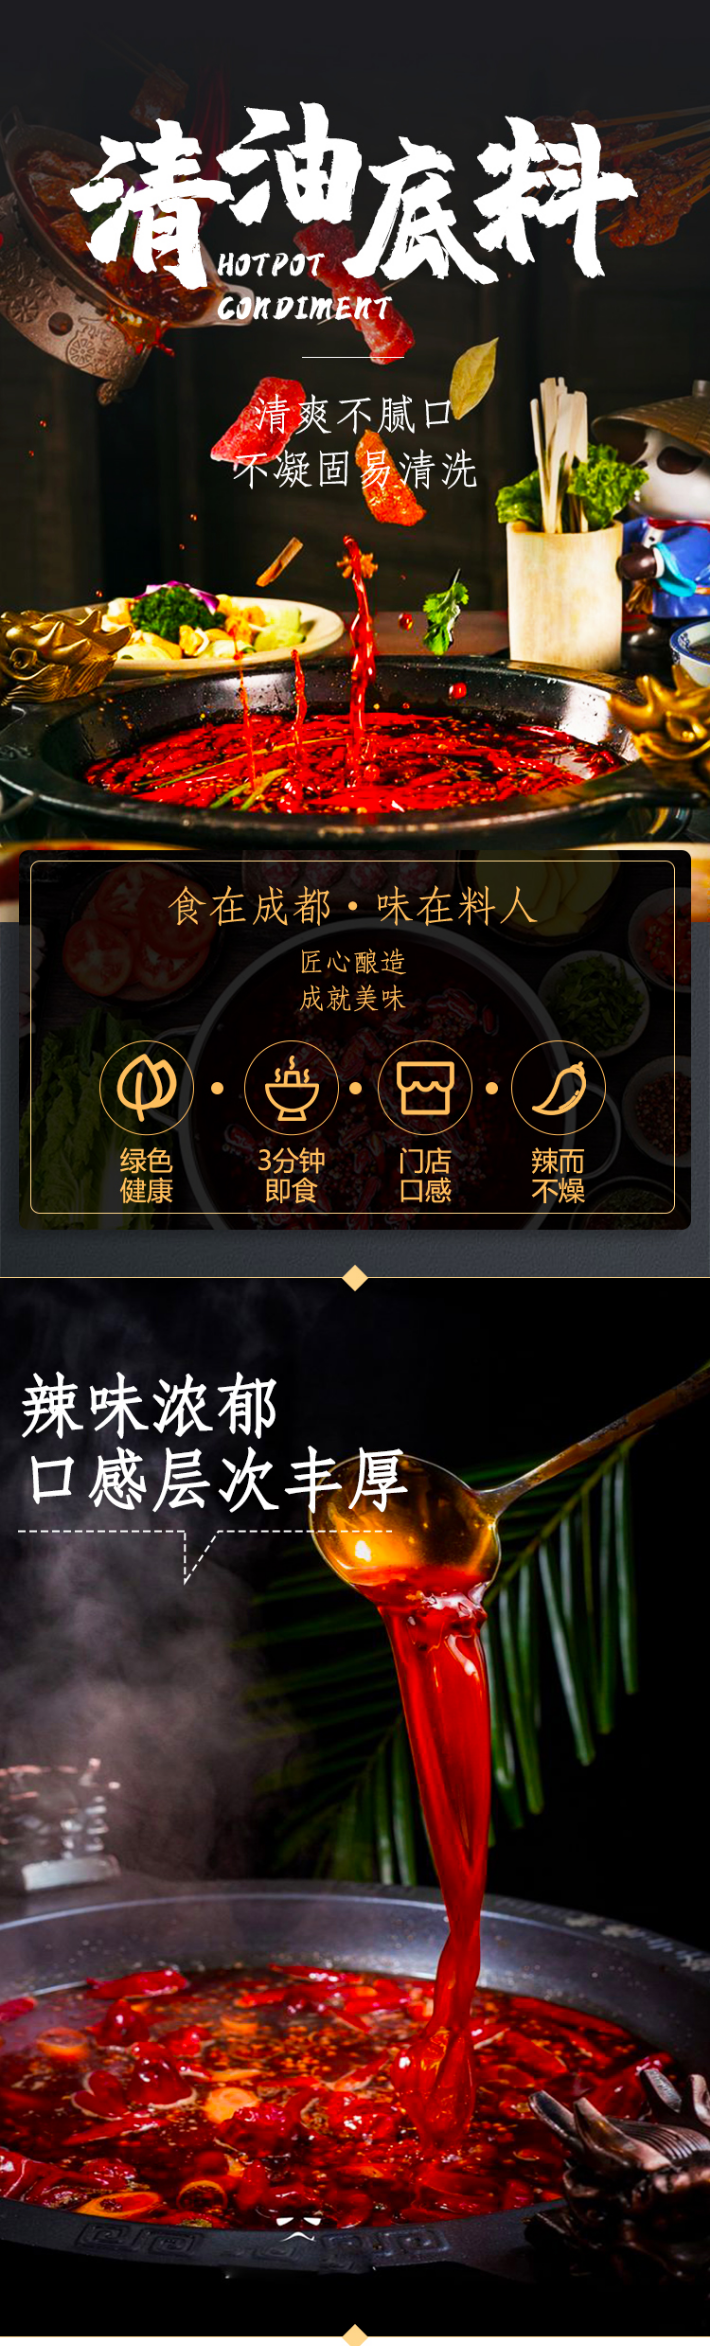 清油底料
HOTPOT
CONDIMENT
清爽不腻口
不凝固易清洗
食在成都·味在料人
匠心酿造
成就美味
绿色
健康
3分钟
即食
门店
口感
辣而
不燥
辣味浓郁
口感层次丰厚